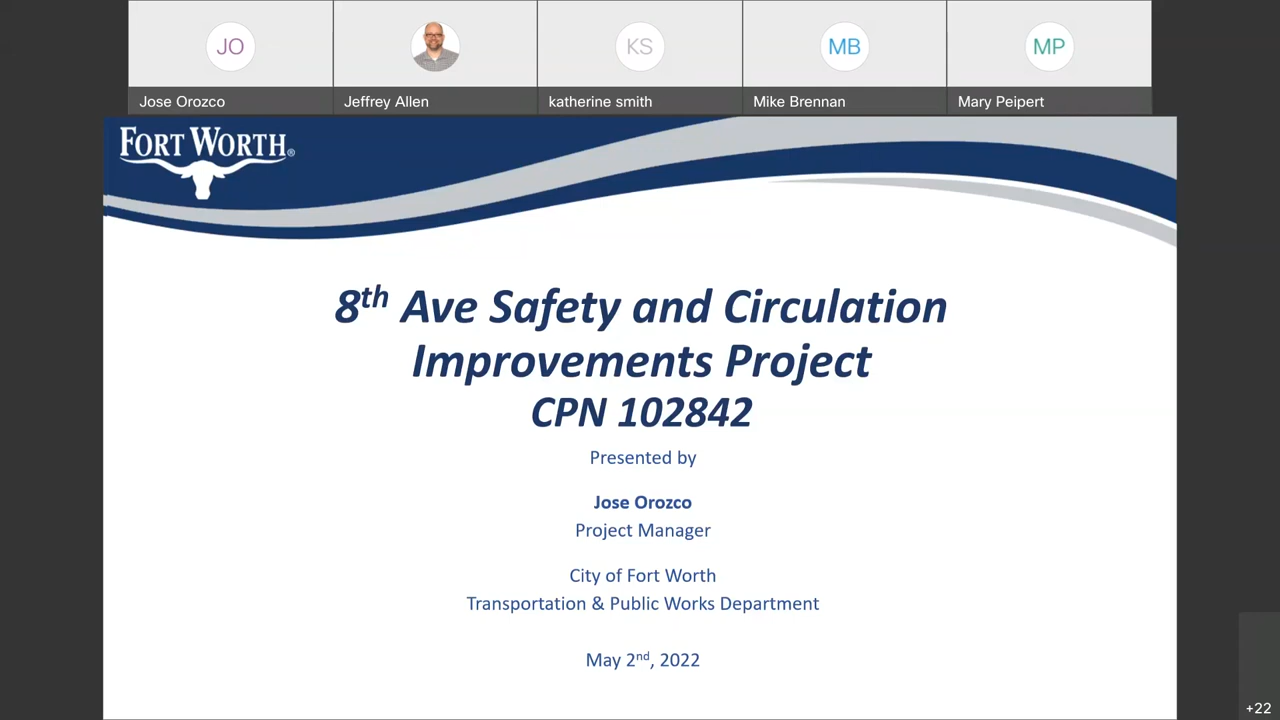 JO
KS
MB
MP
Jose Orozco
Jeffrey Allen
katherine smith
Mike Brennan
Mary Peipert
FORT WORTH®
8th Ave Safety and Circulation
Improvements Project
CPN 102842
Presented by
Jose Orozco
Project Manager
City of Fort Worth
Transportation & Public Works Department
May 2nd, 2022
+22